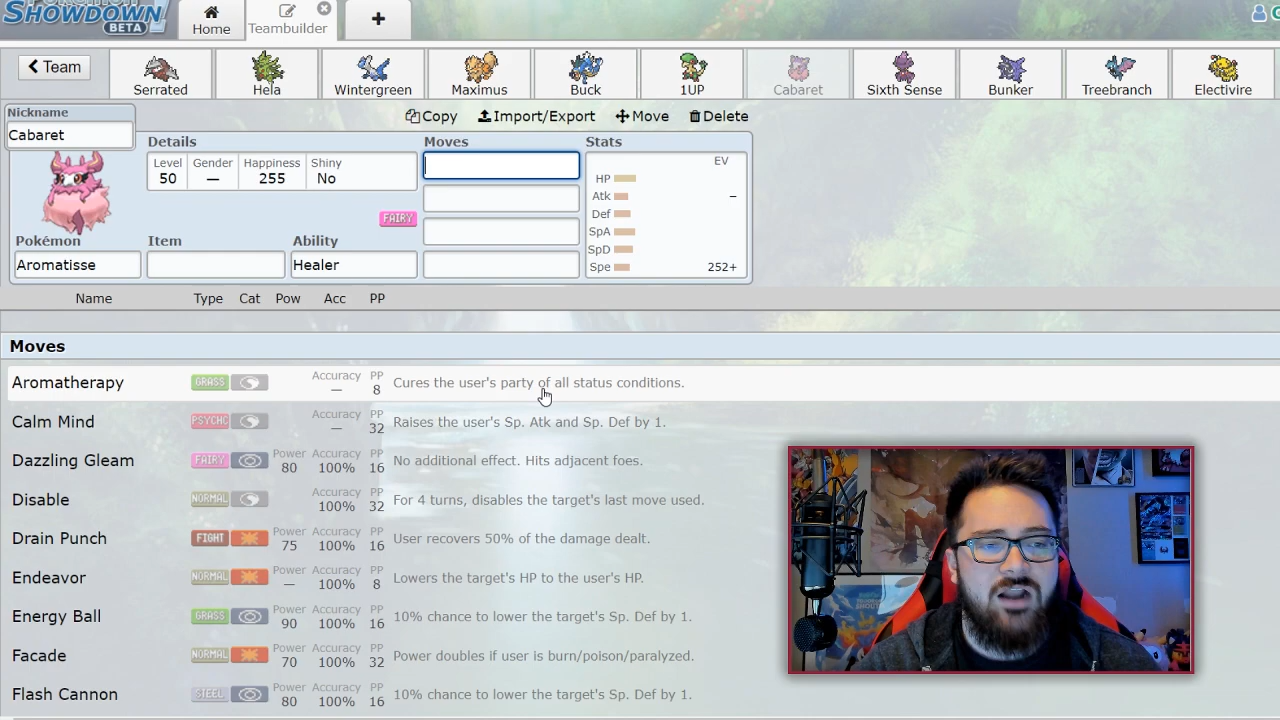 SHOWDOWN
BETA
Home
Teambuilder
+
Team
Serrated
Hela
Wintergreen
Maximus
Buck
1UP
Cabaret
Sixth Sense
Bunker
Treebranch
Electivire
Nickname
Cabaret
Copy
Import/Export
Move
Delete
Details
Moves
Stats
Level
Gender
Happiness
Shiny
50
—
255
No
EV
HP
Atk –
Def
SpA
SpD
Spe 252+
FAIRY
Pokémon
Item
Ability
Aromatisse
Healer
Name Type Cat Pow Acc PP
Moves
Aromatherapy GRASS Accuracy — PP 8 Cures the user's party of all status conditions.
Calm Mind PSYCHC Accuracy — PP 32 Raises the user's Sp. Atk and Sp. Def by 1.
Dazzling Gleam FAIRY Power 80 Accuracy 100% PP 16 No additional effect. Hits adjacent foes.
Disable NORMAL Accuracy 100% PP 32 For 4 turns, disables the target's last move used.
Drain Punch FIGHT Power 75 Accuracy 100% PP 16 User recovers 50% of the damage dealt.
Endeavor NORMAL Power — Accuracy 100% PP 8 Lowers the target's HP to the user's HP.
Energy Ball GRASS Power 90 Accuracy 100% PP 16 10% chance to lower the target's Sp. Def by 1.
Facade NORMAL Power 70 Accuracy 100% PP 32 Power doubles if user is burn/poison/paralyzed.
Flash Cannon STEEL Power 80 Accuracy 100% PP 16 10% chance to lower the target's Sp. Def by 1.